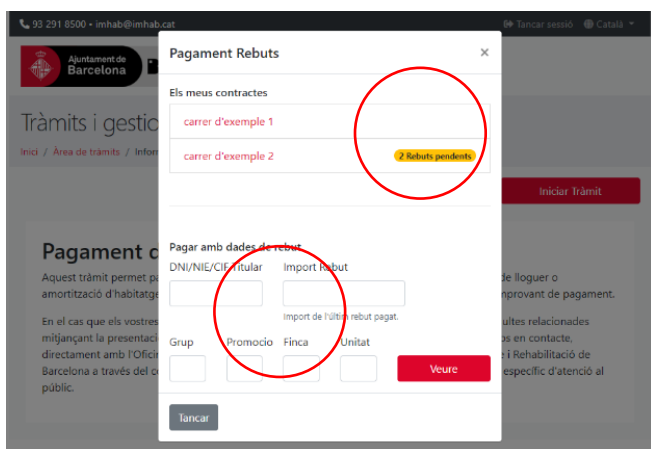 93 291 8500 • imhab@imhab.cat
Tancar sessió
Català
Ajuntament de
Barcelona
Tràmits i gestio
Inici / Àrea de tràmits / Infor
Iniciar Tràmit
Pagament d
Aquest tràmit permet pa
amortització d'habitatge
En el cas que els vostres
mitjançant la presentaci
directament amb l'Oficin
Barcelona a través del co
públic.
de lloguer o
mprovant de pagament.
ultes relacionades
os en contacte,
e i Rehabilitació de
específic d'atenció al
Pagament Rebuts
×
Els meus contractes
carrer d'exemple 1
carrer d'exemple 2
2 Rebuts pendents
Pagar amb dades de rebut
DNI/NIE/CIF Titular
Import Rebut
Import de l'últim rebut pagat.
Grup
Promocio
Finca
Unitat
Veure
Tancar